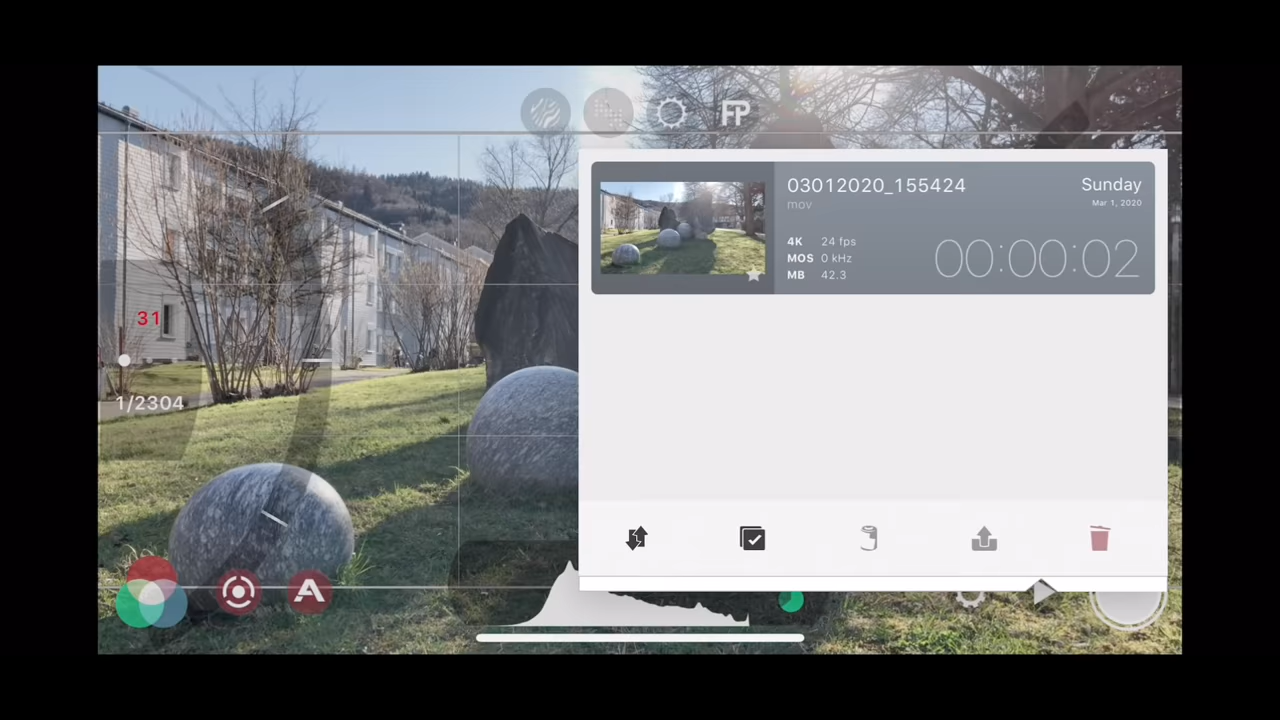 FP
03012020_155424
Sunday
mov
Mar 1, 2020
4K 24 fps
MOS 0 kHz
MB 42.3
00:00:02
31
1/2304
A